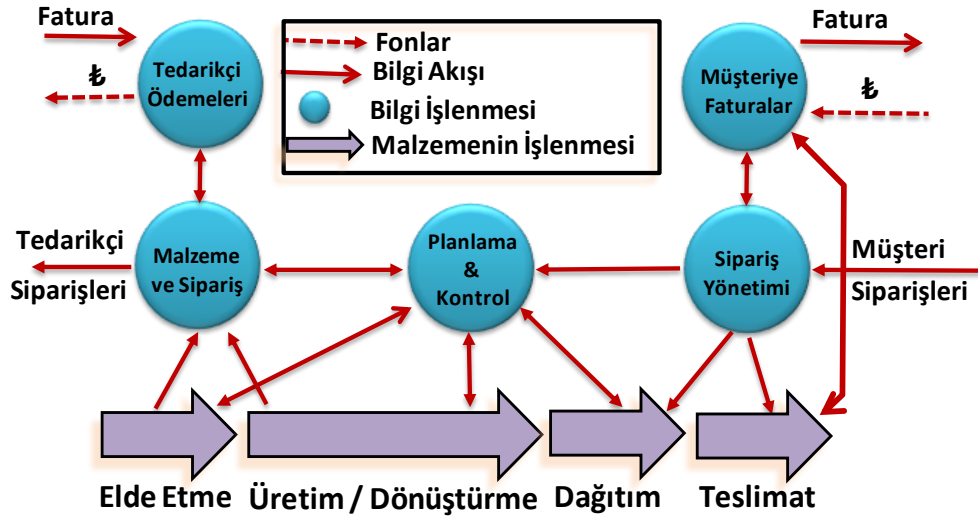 Fatura
₺
Tedarikçi
Ödemeleri
Fonlar
Bilgi Akışı
Bilgi İşlenmesi
Malzemenin İşlenmesi
Müşteriye
Faturalar
Fatura
₺
Tedarikçi
Siparişleri
Malzeme
ve Sipariş
Planlama
&
Kontrol
Sipariş
Yönetimi
Müşteri
Siparişleri
Elde Etme
Üretim / Dönüştürme
Dağıtım
Teslimat